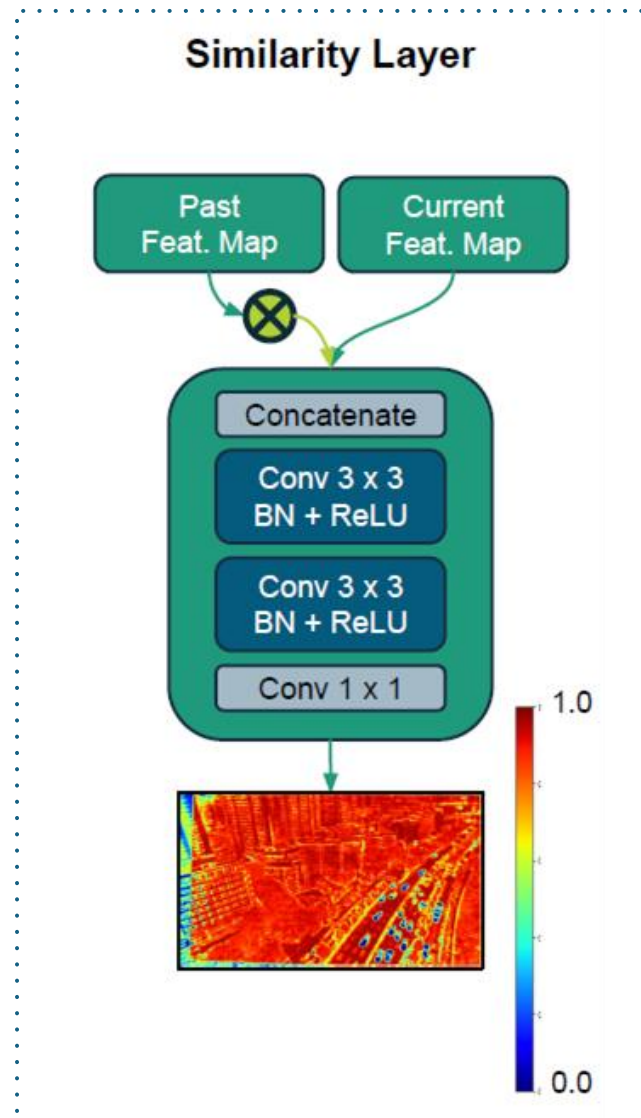 Similarity Layer
Past
Feat. Map
Current
Feat. Map
Concatenate
Conv 3 x 3
BN + ReLU
Conv 3 x 3
BN + ReLU
Conv 1 x 1
1.0
0.0